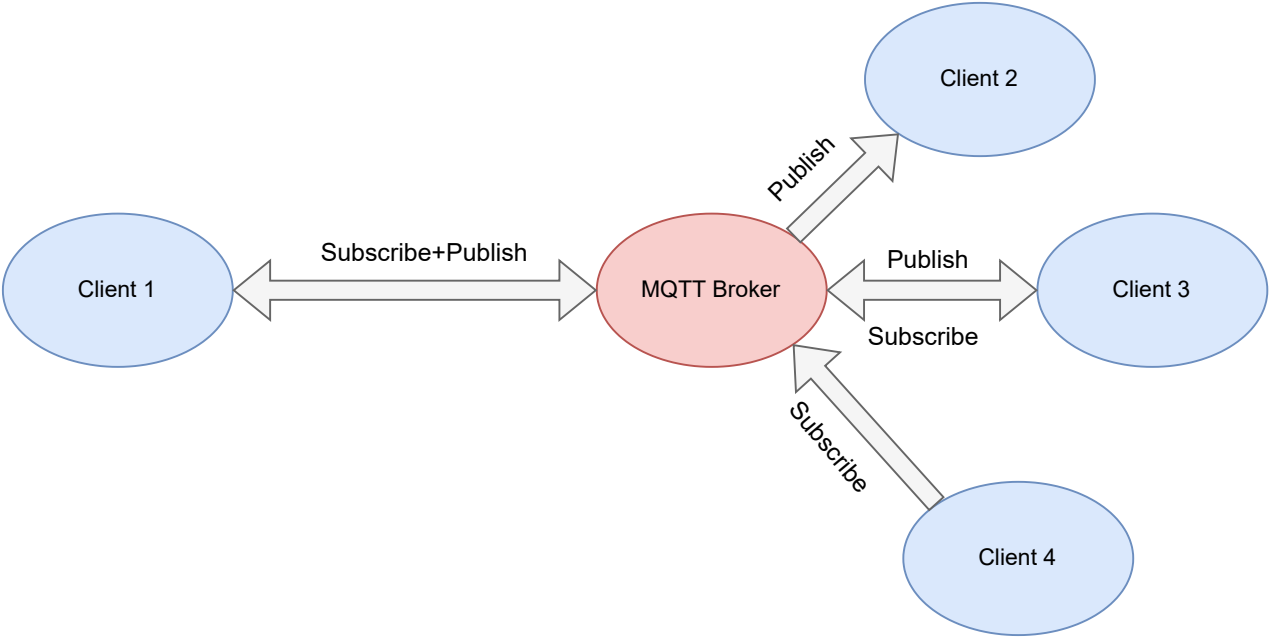 Client 2
Publish
Subscribe+Publish
Publish
Client 1
MQTT Broker
Client 3
Subscribe
Subscribe
Client 4